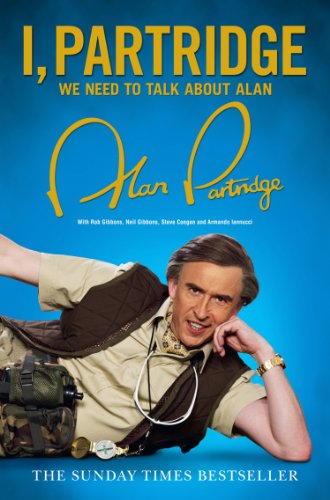 I, PARTRIDGE
WE NEED TO TALK ABOUT ALAN
Alan Partridge
With Rob Gibbons, Neil Gibbons, Steve Coogan and Armando Iannucci
THE SUNDAY TIMES BESTSELLER